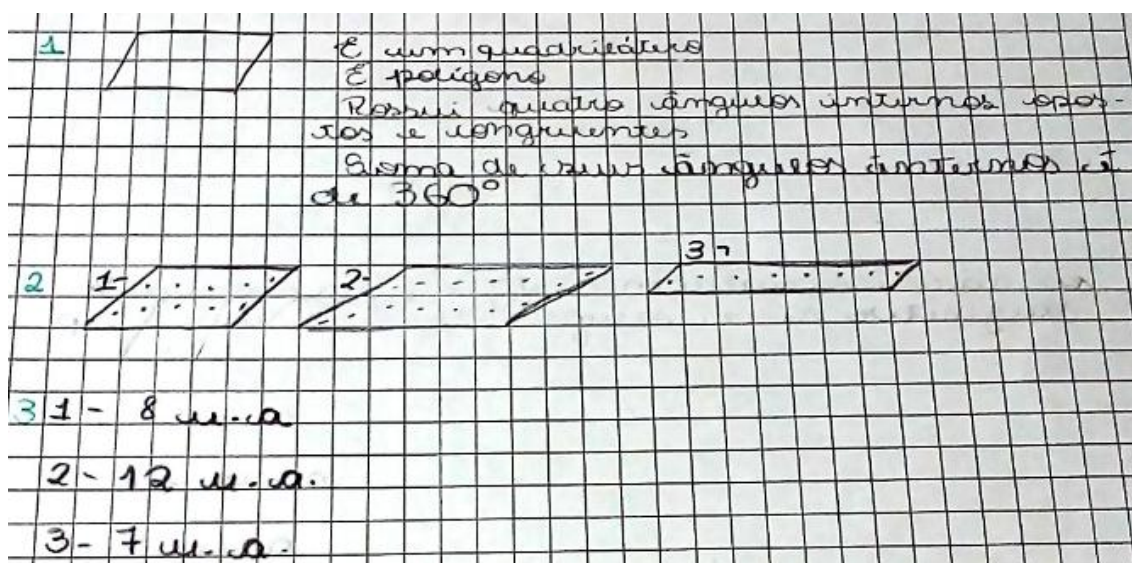 1 É um quadrilátero
É polígono
Possui quatro ângulos internos opos-
tos e congruentes
Soma de seus ângulos internos é
de 360°
2 1- 2- 3-
3 1 - 8 u.a
2 - 12 u.a.
3 - 7 u.a.